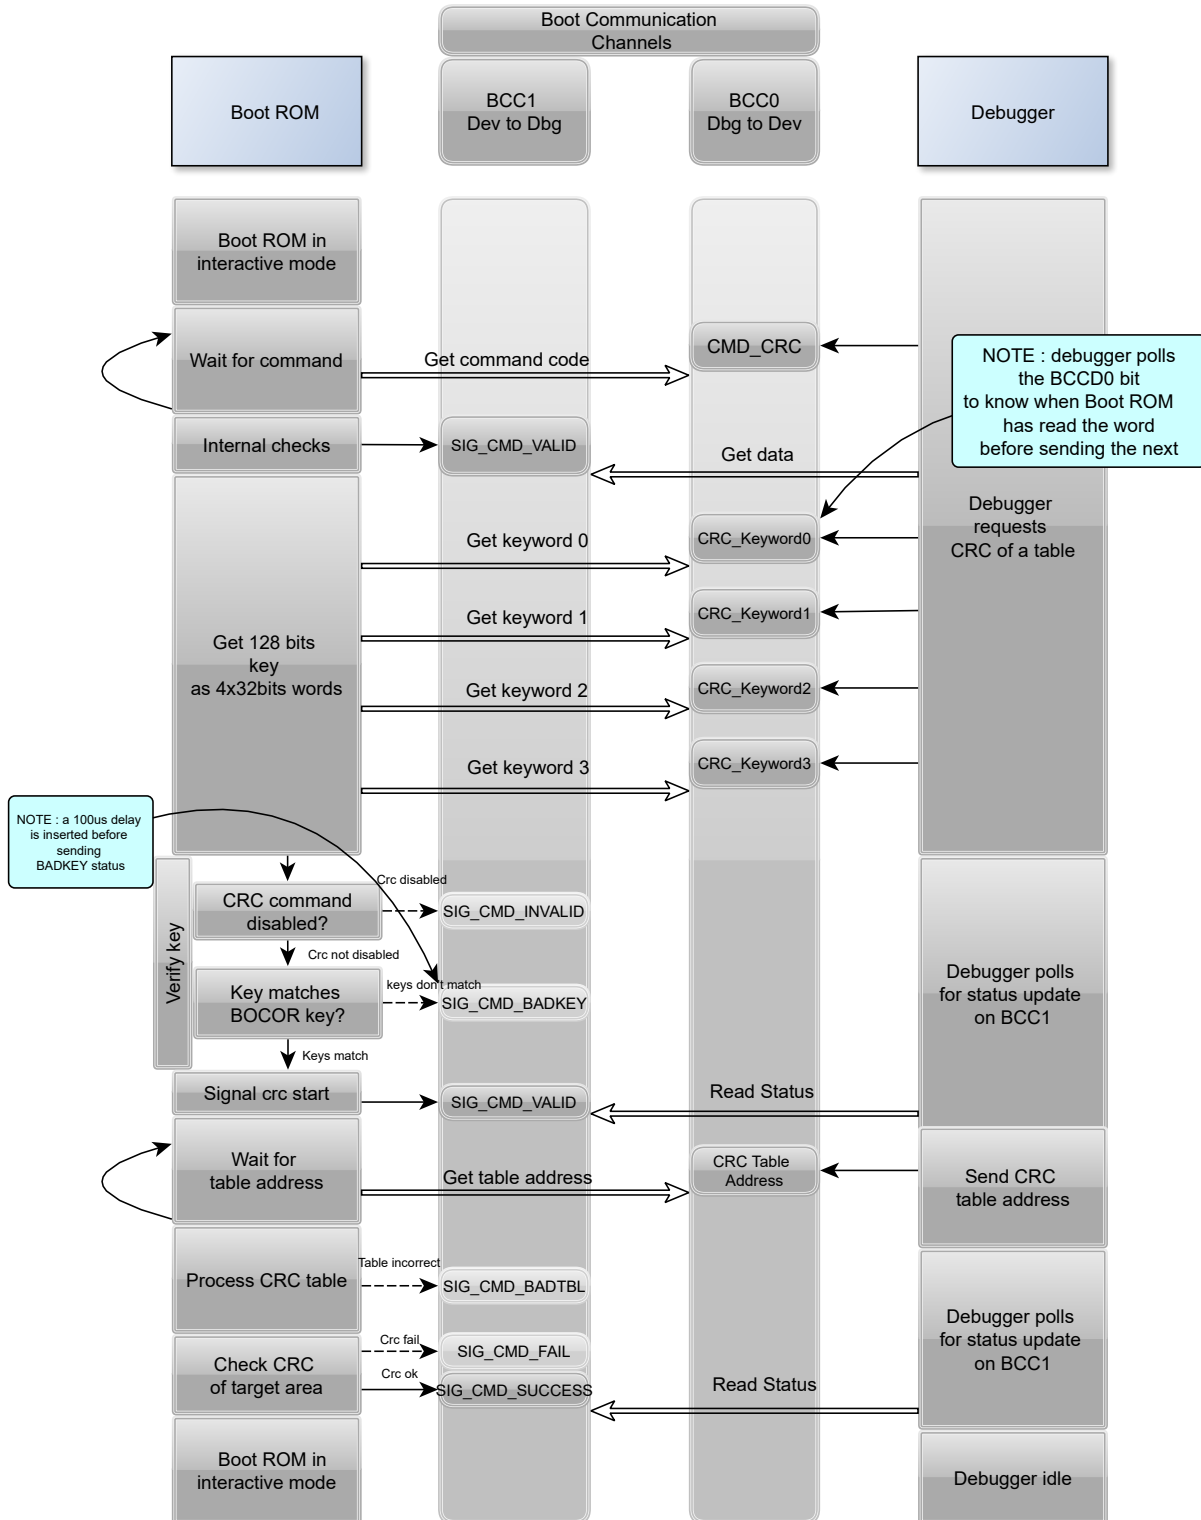 Boot Communication
Channels
Boot ROM
BCC1
Dev to Dbg
BCC0
Dbg to Dev
Debugger
Boot ROM in
interactive mode
Wait for command
Get command code
CMD_CRC
NOTE : debugger polls
the BCCD0 bit
to know when Boot ROM
has read the word
before sending the next
Internal checks
SIG_CMD_VALID
Get data
Debugger
requests
CRC of a table
Get 128 bits
key
as 4x32bits words
Get keyword 0
CRC_Keyword0
Get keyword 1
CRC_Keyword1
Get keyword 2
CRC_Keyword2
Get keyword 3
CRC_Keyword3
NOTE : a 100us delay
is inserted before
sending
BADKEY status
Verify key
CRC command
disabled?
Crc disabled
SIG_CMD_INVALID
Crc not disabled
Key matches
BOCOR key?
keys don't match
SIG_CMD_BADKEY
Debugger polls
for status update
on BCC1
Keys match
Signal crc start
SIG_CMD_VALID
Read Status
Wait for
table address
Get table address
CRC Table
Address
Send CRC
table address
Process CRC table
Table incorrect
SIG_CMD_BADTBL
Debugger polls
for status update
on BCC1
Check CRC
of target area
Crc fail
SIG_CMD_FAIL
Crc ok
SIG_CMD_SUCCESS
Read Status
Boot ROM in
interactive mode
Debugger idle